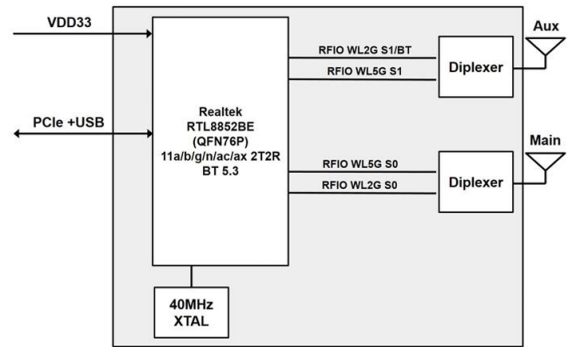 VDD33
PCIe +USB
Realtek
RTL8852BE
(QFN76P)
11a/b/g/n/ac/ax 2T2R
BT 5.3
40MHz
XTAL
RFIO WL2G S1/BT
RFIO WL5G S1
Diplexer
Aux
RFIO WL5G S0
RFIO WL2G S0
Diplexer
Main